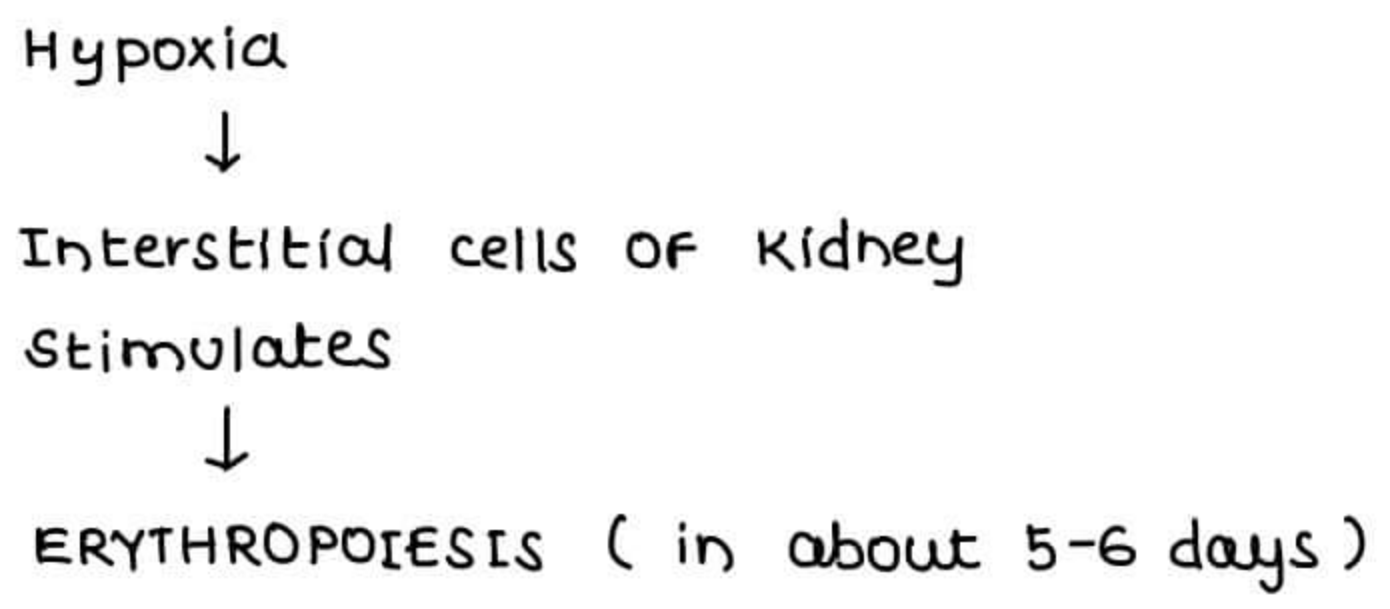 Hypoxia
↓
Interstitial cells of Kidney
Stimulates
↓
ERYTHROPOIESIS ( in about 5-6 days )